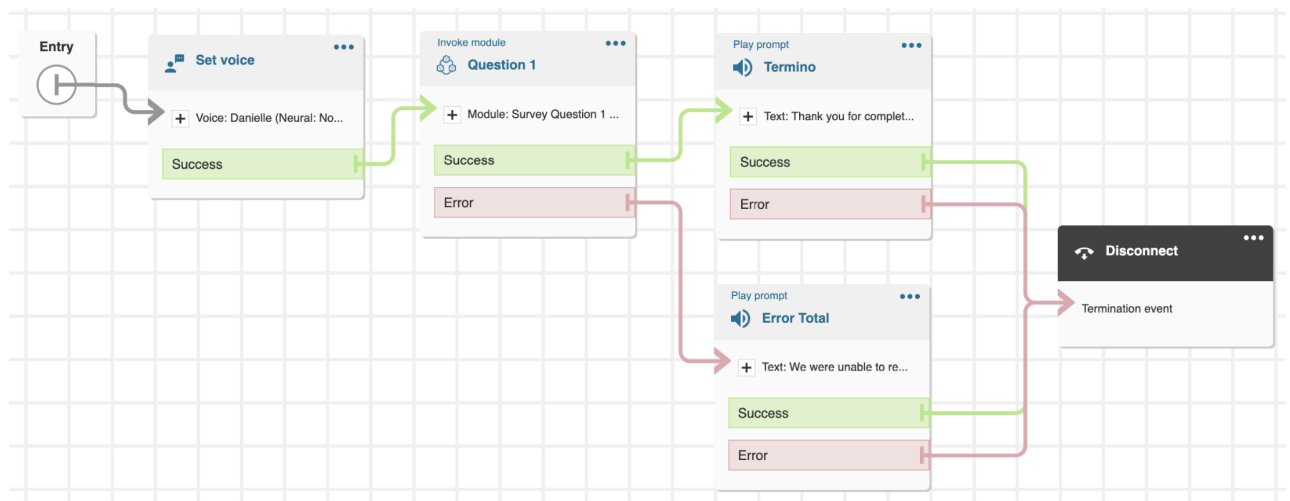 Entry
Set voice
Voice: Danielle (Neural: No...
Success
Invoke module
Question 1
Module: Survey Question 1 ...
Success
Error
Play prompt
Termino
Text: Thank you for complet...
Success
Error
Play prompt
Error Total
Text: We were unable to re...
Success
Error
Disconnect
Termination event